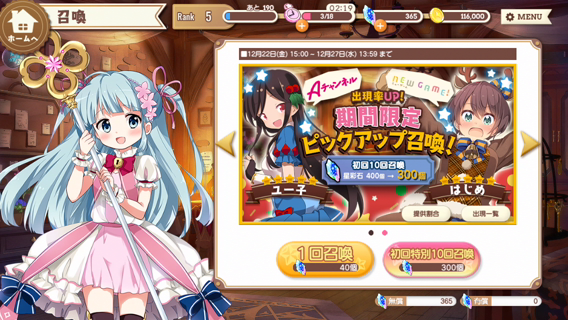 召喚
Rank 5
あと 190
3/18
02:19
365
116,000
MENU
ホームへ
■12月22日(金) 15:00 ~ 12月27日(水) 13:59 まで
Aチャンネル
NEW GAME!
出現率UP!
期間限定
ピックアップ召喚!
初回10回召喚
星彩石 400個 → 300個
ユー子
はじめ
提供割合
出現一覧
1回召喚
40個
初回特別10回召喚
300個
無償 365
有償 0